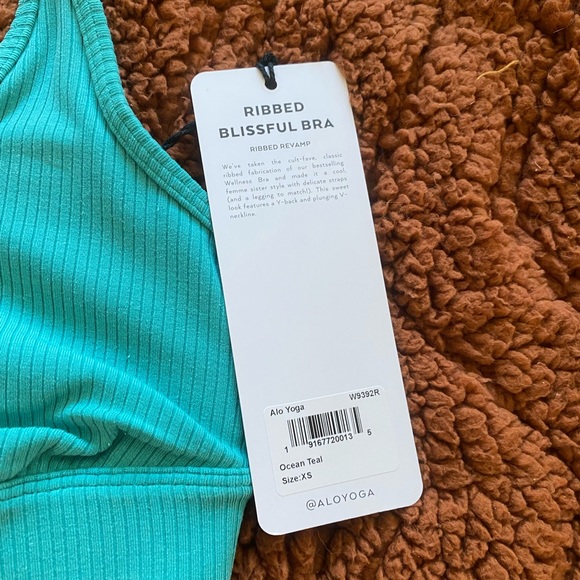 RIBBED
BLISSFUL BRA
RIBBED REVAMP
We've taken the cult-fave, classic
ribbed fabrication of our bestselling
Wellness Bra and made it a cool,
femme sister style with delicate straps
(and a legging to match!). This sweet
look features a Y-back and plunging V-
neckline.
Alo Yoga W9392R
1 9167720013 5
Ocean Teal
Size:XS
@ALOYOGA